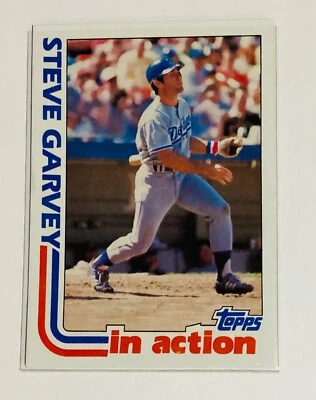 STEVE GARVEY
Dodgers
topps
in action